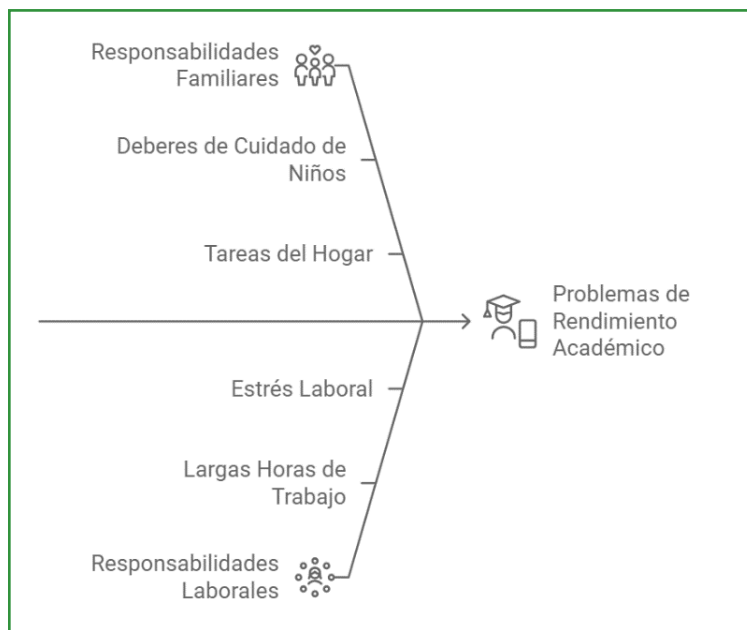 Responsabilidades
Familiares
Deberes de Cuidado de
Niños
Tareas del Hogar
Problemas de
Rendimiento
Académico
Estrés Laboral
Largas Horas de
Trabajo
Responsabilidades
Laborales